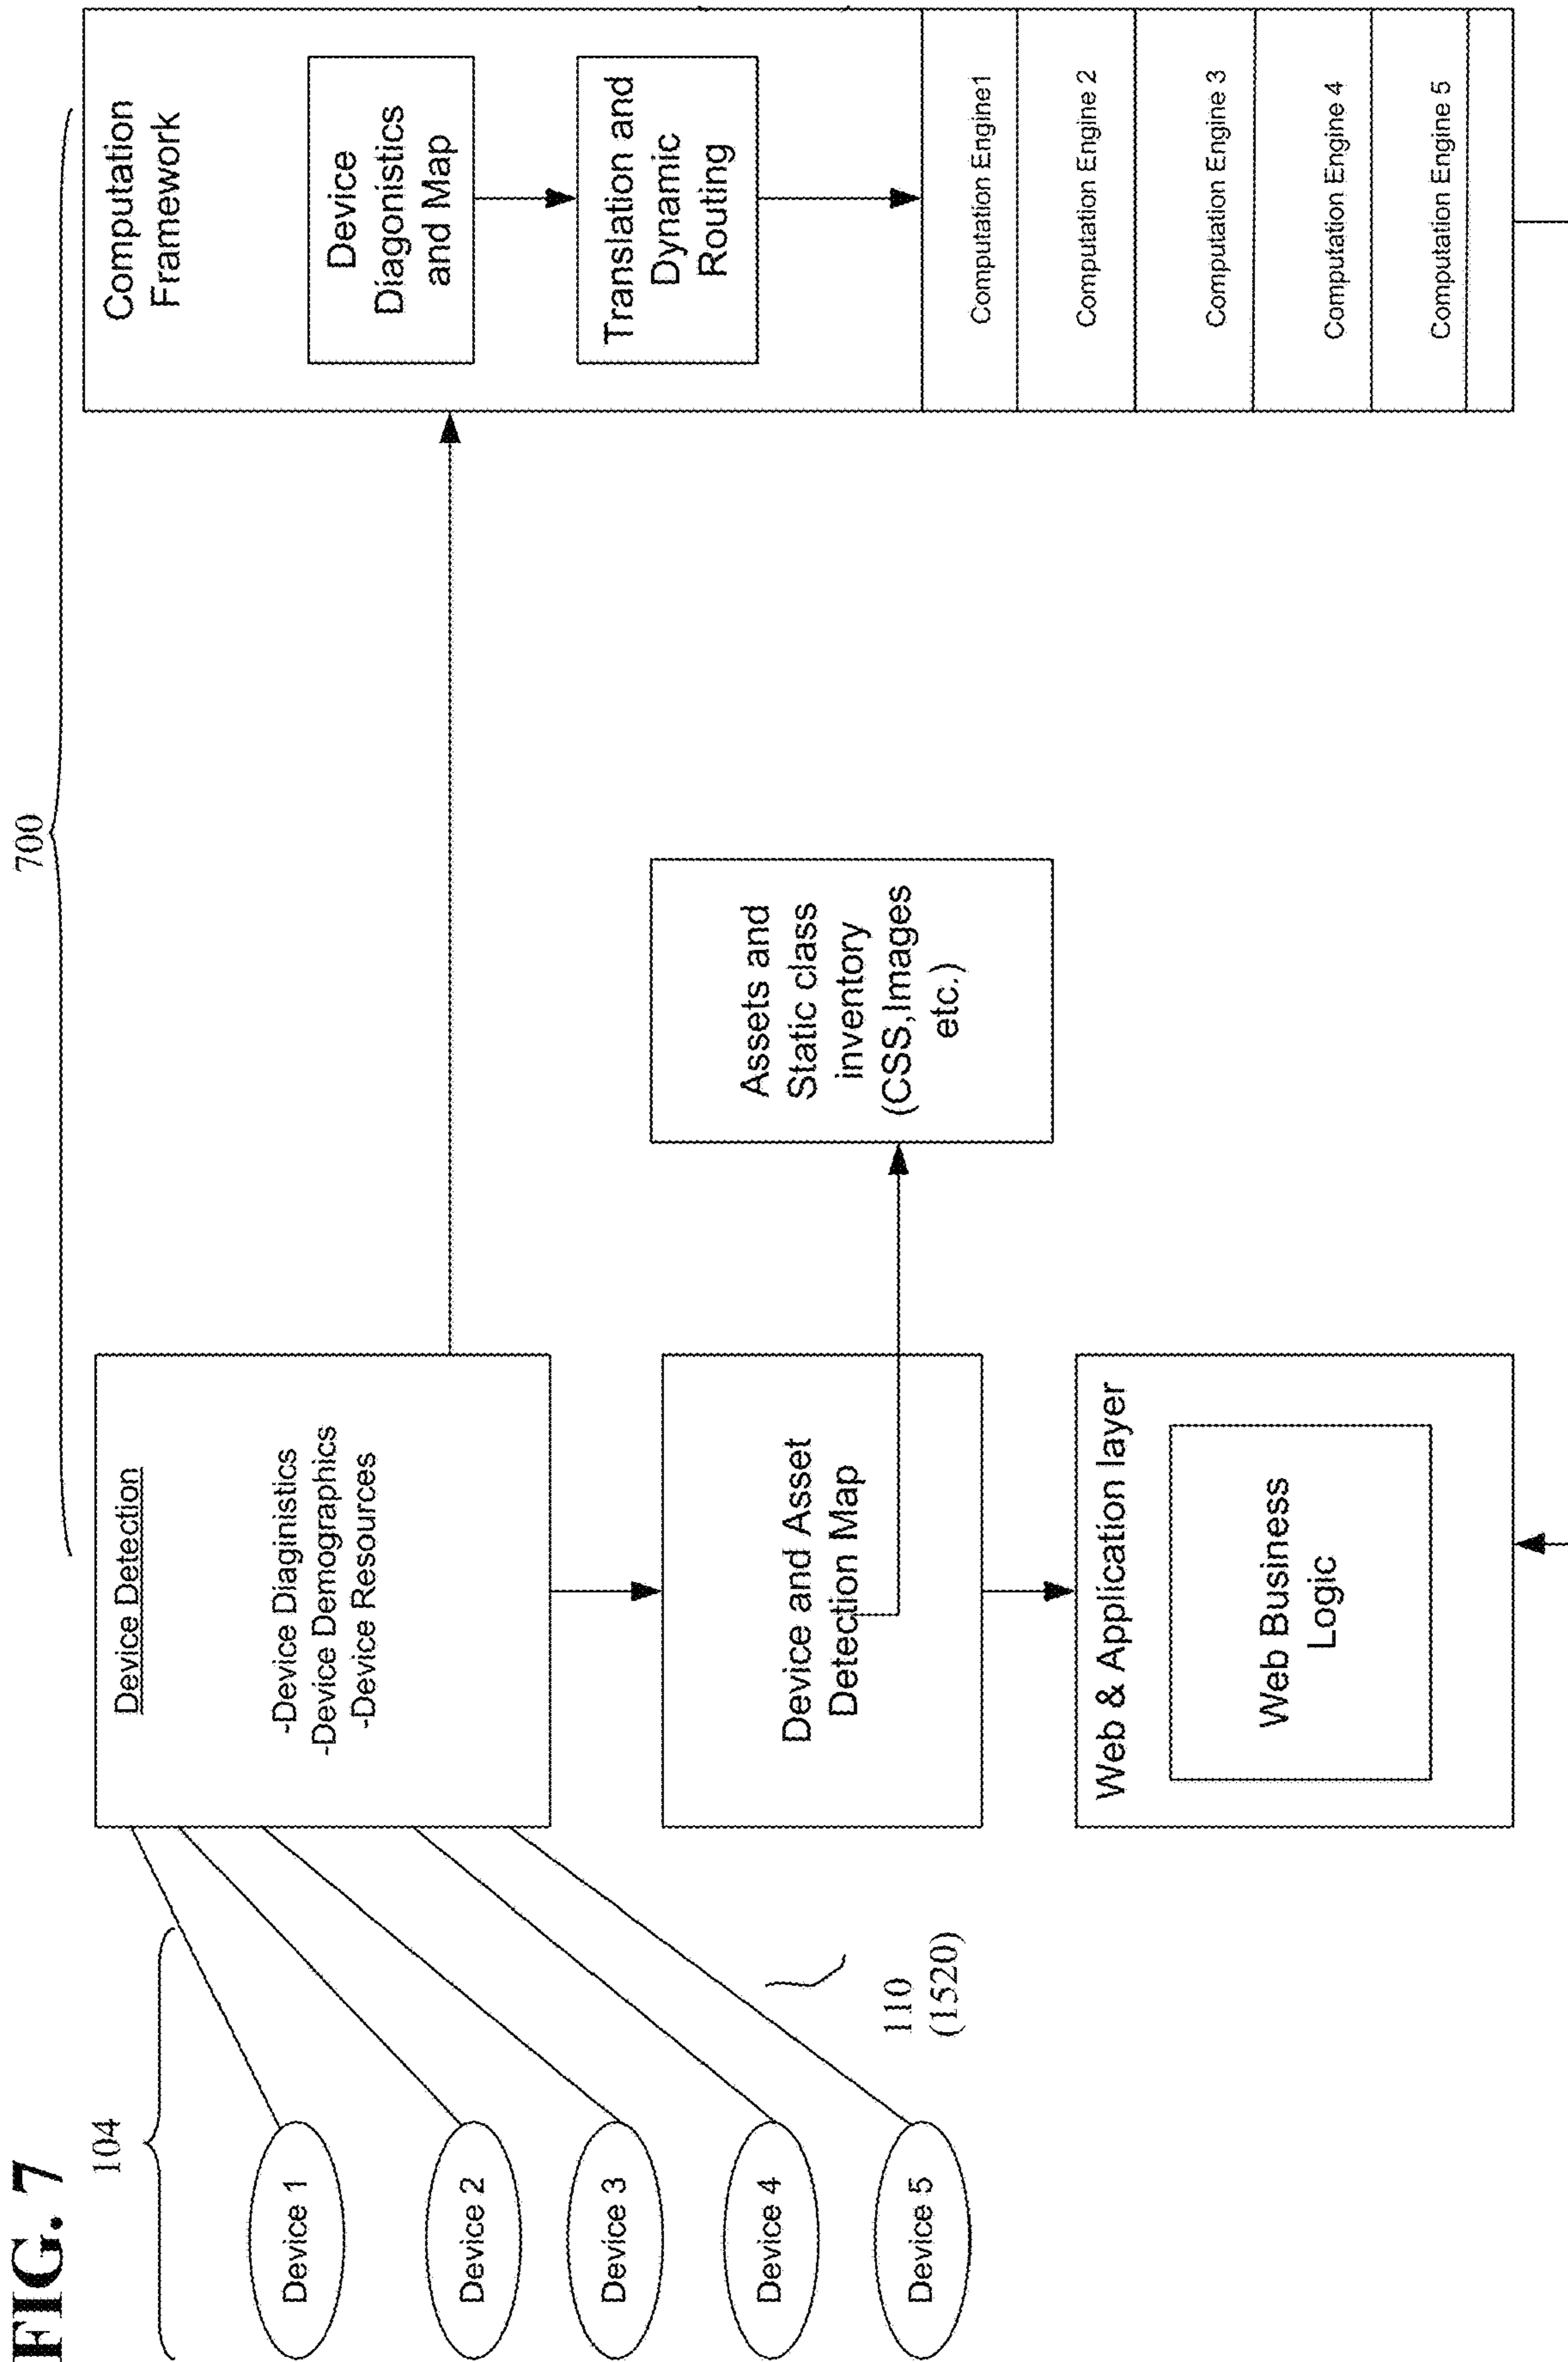 FIG. 7
700
104
Device 1
Device 2
Device 3
Device 4
Device 5
110
(1520)
Device Detection
-Device Diaginistics
-Device Demographics
-Device Resources
Device and Asset
Detection Map
Web & Application layer
Web Business
Logic
Assets and
Static class
inventory
(CSS,Images
etc.)
Computation
Framework
Device
Diagonistics
and Map
Translation and
Dynamic
Routing
Computation Engine1
Computation Engine 2
Computation Engine 3
Computation Engine 4
Computation Engine 5